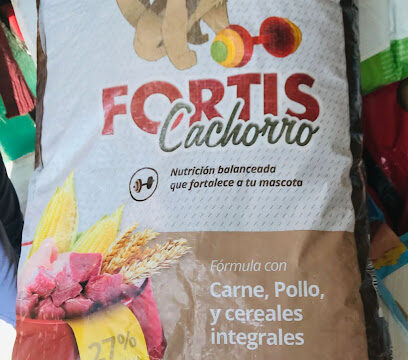 FORTIS
Cachorro
Nutrición balanceada
que fortalece a tu mascota
Fórmula con
Carne, Pollo,
y cereales
integrales
27%